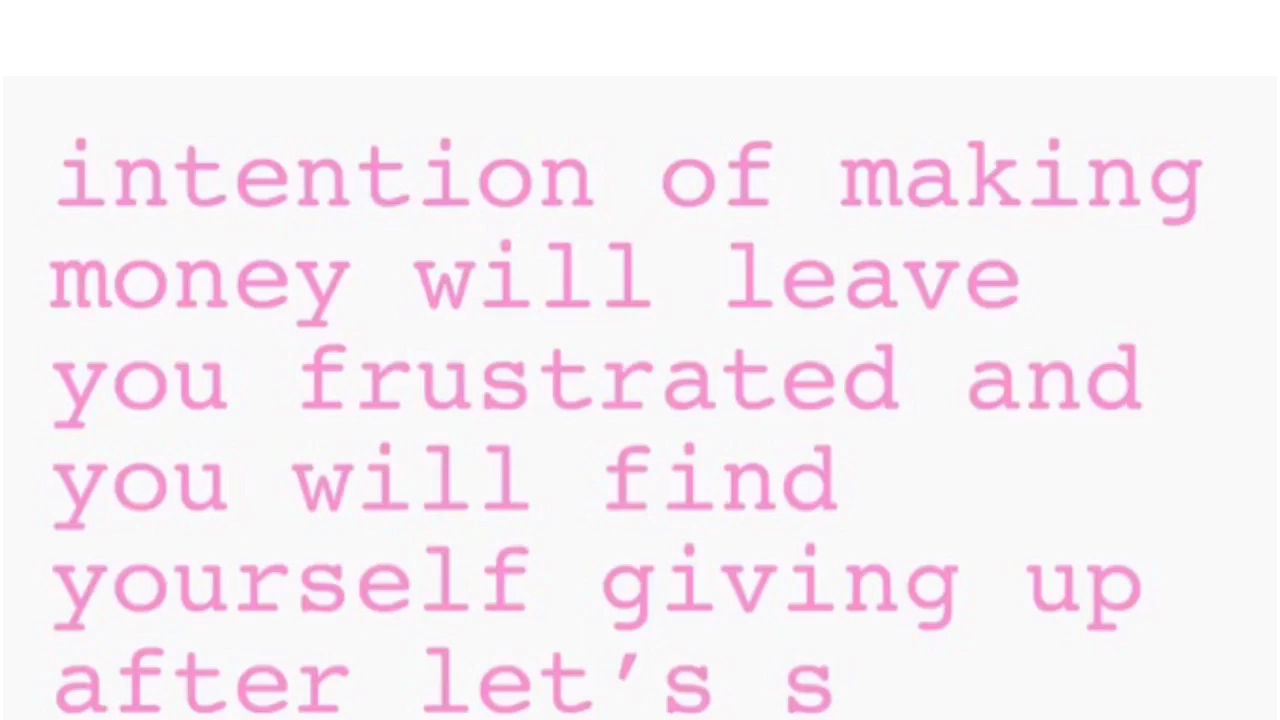 intention of making
money will leave
you frustrated and
you will find
yourself giving up
after let’s s